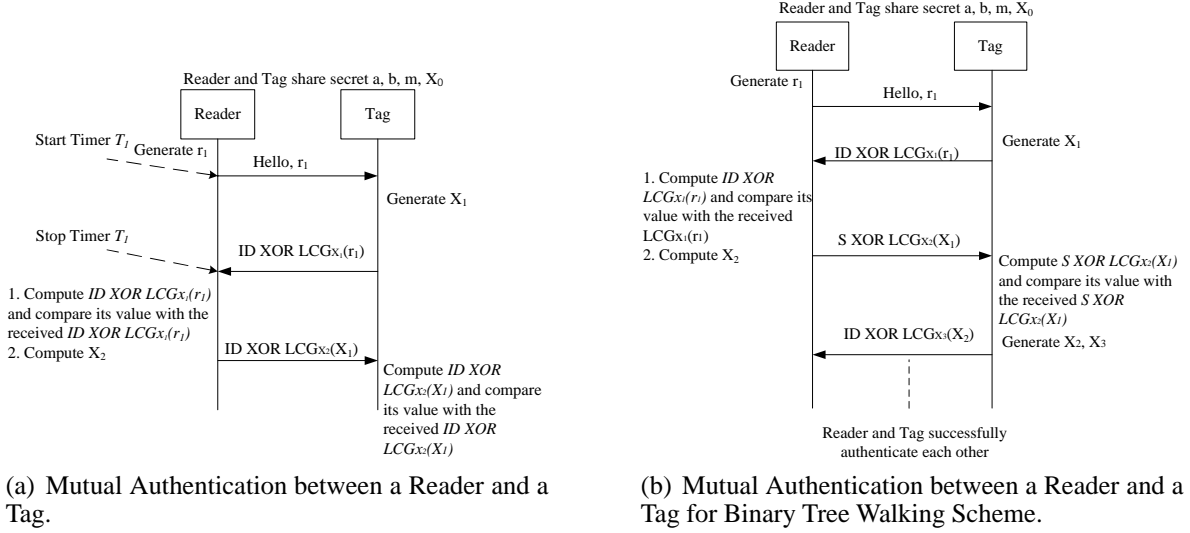 Reader and Tag share secret a, b, m, X₀
Reader
Tag
Start Timer T₁
Generate r₁
Hello, r₁
Generate X₁
Stop Timer T₁
ID XOR LCGx₁(r₁)
1. Compute ID XOR LCGx₁(r₁)
and compare its value with the
received ID XOR LCGx₁(r₁)
2. Compute X₂
ID XOR LCGx₂(X₁)
Compute ID XOR
LCGx₂(X₁) and compare
its value with the
received ID XOR
LCGx₂(X₁)
(a) Mutual Authentication between a Reader and a
Tag.
Reader and Tag share secret a, b, m, X₀
Reader
Tag
Generate r₁
Hello, r₁
Generate X₁
ID XOR LCGx₁(r₁)
1. Compute ID XOR
LCGx₁(r₁) and compare its
value with the received
LCGx₁(r₁)
2. Compute X₂
S XOR LCGx₂(X₁)
Compute S XOR LCGx₂(X₁)
and compare its value with
the received S XOR
LCGx₂(X₁)
ID XOR LCGx₃(X₂)
Generate X₂, X₃
Reader and Tag successfully
authenticate each other
(b) Mutual Authentication between a Reader and a
Tag for Binary Tree Walking Scheme.